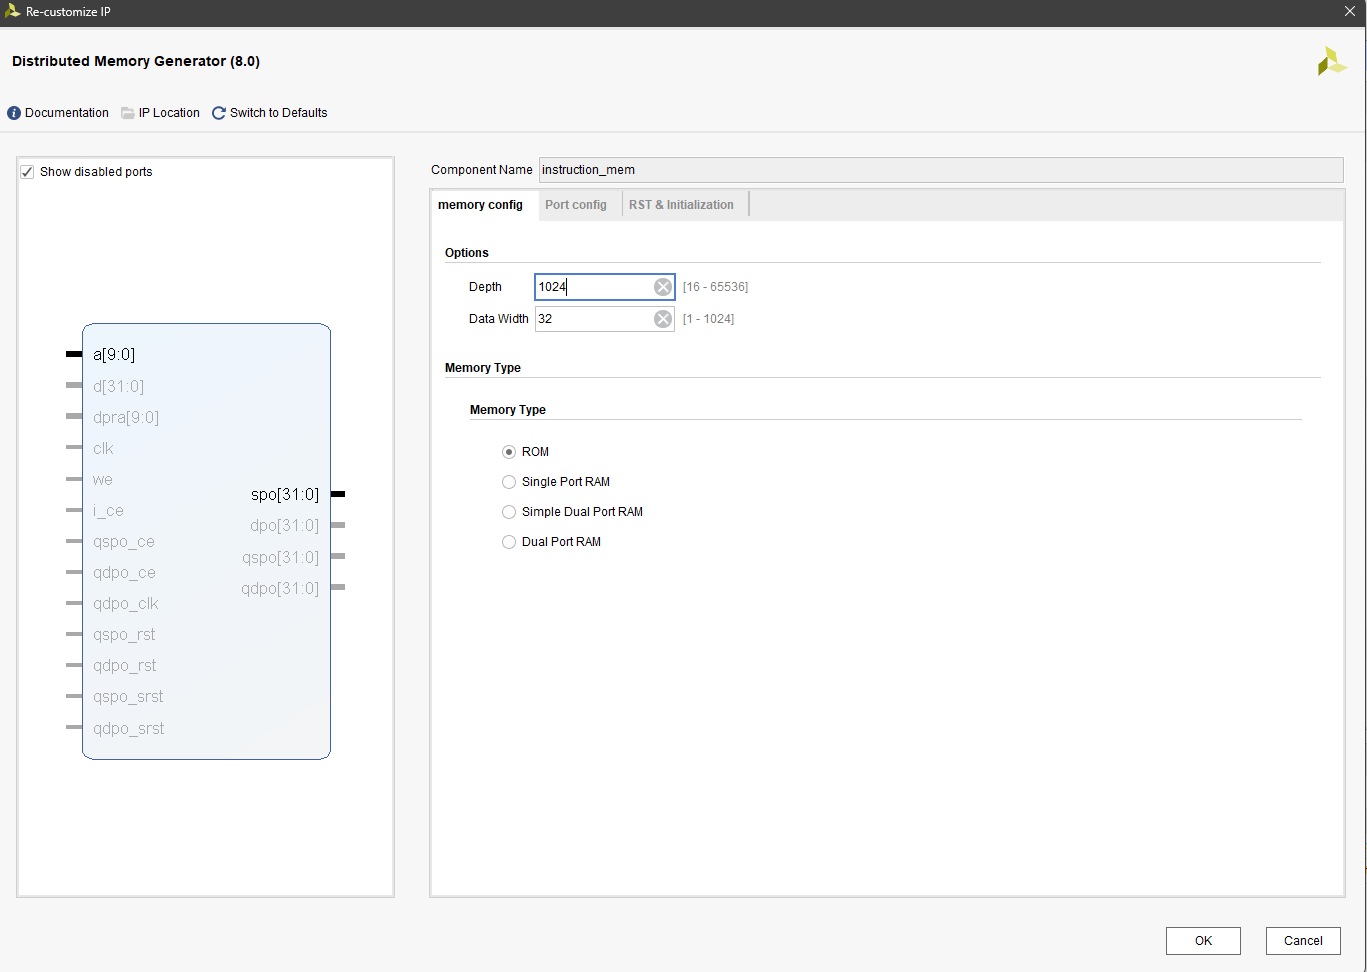 Re-customize IP
Distributed Memory Generator (8.0)
Documentation IP Location Switch to Defaults
Show disabled ports
a[9:0]
d[31:0]
dpra[9:0]
clk
we
i_ce
qspo_ce
qdpo_ce
qdpo_clk
qspo_rst
qdpo_rst
qspo_srst
qdpo_srst
spo[31:0]
dpo[31:0]
qspo[31:0]
qdpo[31:0]
Component Name instruction_mem
memory config Port config RST & Initialization
Options
Depth 1024 [16 - 65536]
Data Width 32 [1 - 1024]
Memory Type
Memory Type
ROM
Single Port RAM
Simple Dual Port RAM
Dual Port RAM
OK Cancel